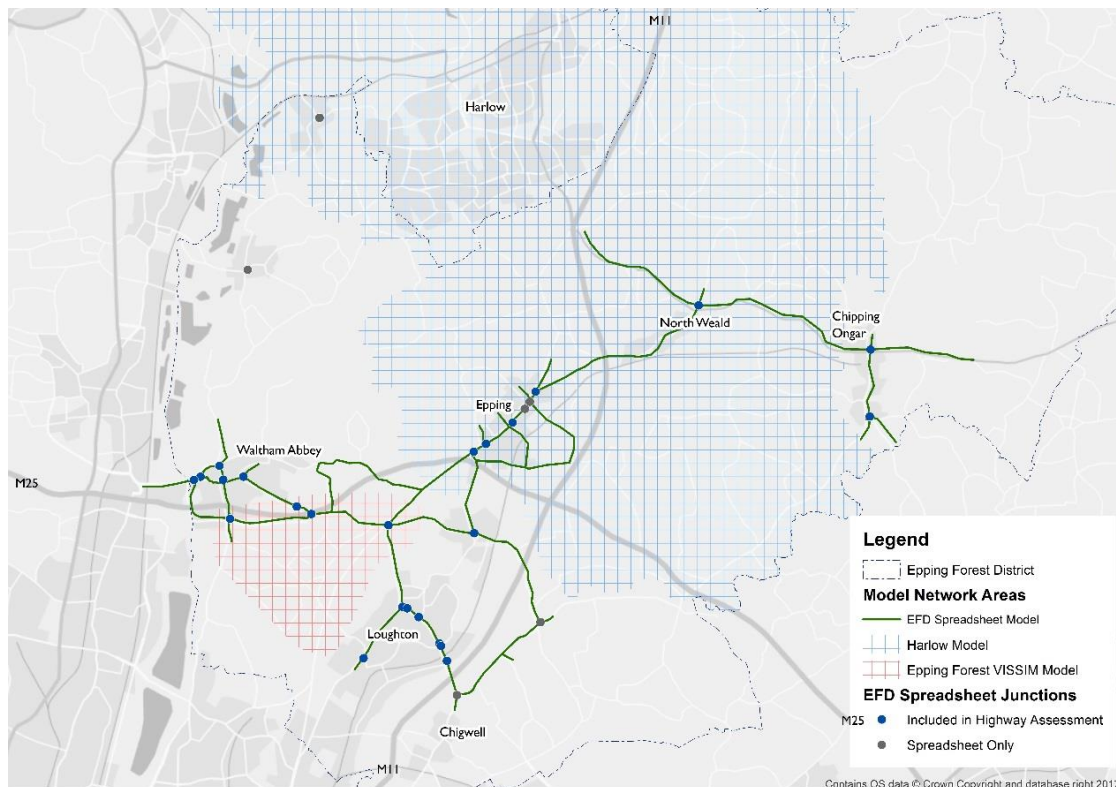 M11
Harlow
North Weald
Chipping
Ongar
Epping
Waltham Abbey
M25
Loughton
Chigwell
M11
M25
Legend
Epping Forest District
Model Network Areas
EFD Spreadsheet Model
Harlow Model
Epping Forest VISSIM Model
EFD Spreadsheet Junctions
Included in Highway Assessment
Spreadsheet Only
Contains OS data © Crown Copyright and database right 201